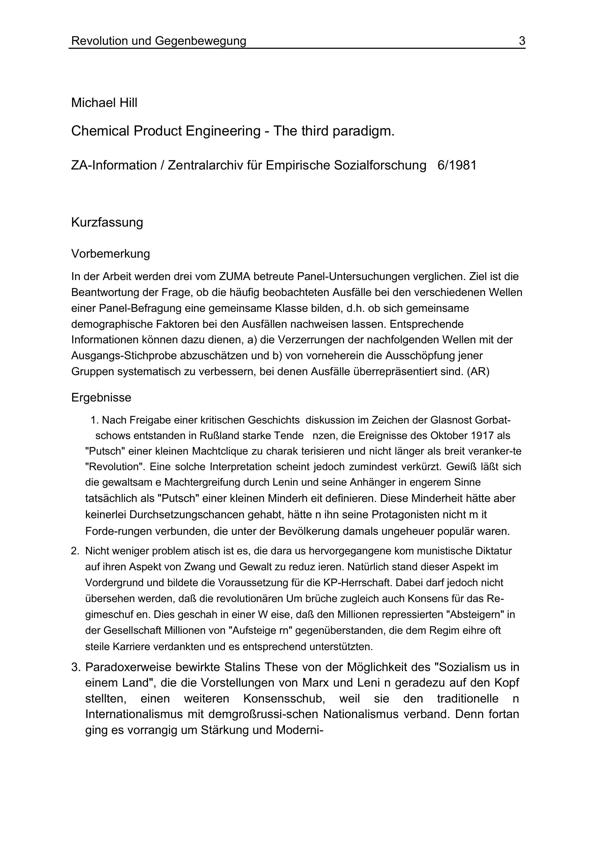 Revolution und Gegenbewegung 3
Michael Hill
Chemical Product Engineering - The third paradigm.
ZA-Information / Zentralarchiv für Empirische Sozialforschung 6/1981
Kurzfassung
Vorbemerkung
In der Arbeit werden drei vom ZUMA betreute Panel-Untersuchungen verglichen. Ziel ist die
Beantwortung der Frage, ob die häufig beobachteten Ausfälle bei den verschiedenen Wellen
einer Panel-Befragung eine gemeinsame Klasse bilden, d.h. ob sich gemeinsame
demographische Faktoren bei den Ausfällen nachweisen lassen. Entsprechende
Informationen können dazu dienen, a) die Verzerrungen der nachfolgenden Wellen mit der
Ausgangs-Stichprobe abzuschätzen und b) von vorneherein die Ausschöpfung jener
Gruppen systematisch zu verbessern, bei denen Ausfälle überrepräsentiert sind. (AR)
Ergebnisse
1. Nach Freigabe einer kritischen Geschichts diskussion im Zeichen der Glasnost Gorbat-
schows entstanden in Rußland starke Tende nzen, die Ereignisse des Oktober 1917 als
"Putsch" einer kleinen Machtclique zu charak terisieren und nicht länger als breit veranker-te
"Revolution". Eine solche Interpretation scheint jedoch zumindest verkürzt. Gewiß läßt sich
die gewaltsam e Machtergreifung durch Lenin und seine Anhänger in engerem Sinne
tatsächlich als "Putsch" einer kleinen Minderh eit definieren. Diese Minderheit hätte aber
keinerlei Durchsetzungschancen gehabt, hätte n ihn seine Protagonisten nicht m it
Forde-rungen verbunden, die unter der Bevölkerung damals ungeheuer populär waren.
2. Nicht weniger problem atisch ist es, die dara us hervorgegangene kom munistische Diktatur
auf ihren Aspekt von Zwang und Gewalt zu reduz ieren. Natürlich stand dieser Aspekt im
Vordergrund und bildete die Voraussetzung für die KP-Herrschaft. Dabei darf jedoch nicht
übersehen werden, daß die revolutionären Um brüche zugleich auch Konsens für das Re-
gimeschuf en. Dies geschah in einer W eise, daß den Millionen repressierten "Absteigern" in
der Gesellschaft Millionen von "Aufsteige rn" gegenüberstanden, die dem Regim eihre oft
steile Karriere verdankten und es entsprechend unterstützten.
3. Paradoxerweise bewirkte Stalins These von der Möglichkeit des "Sozialism us in
einem Land", die die Vorstellungen von Marx und Leni n geradezu auf den Kopf
stellten, einen weiteren Konsensschub, weil sie den traditionelle n
Internationalismus mit demgroßrussi-schen Nationalismus verband. Denn fortan
ging es vorrangig um Stärkung und Moderni-